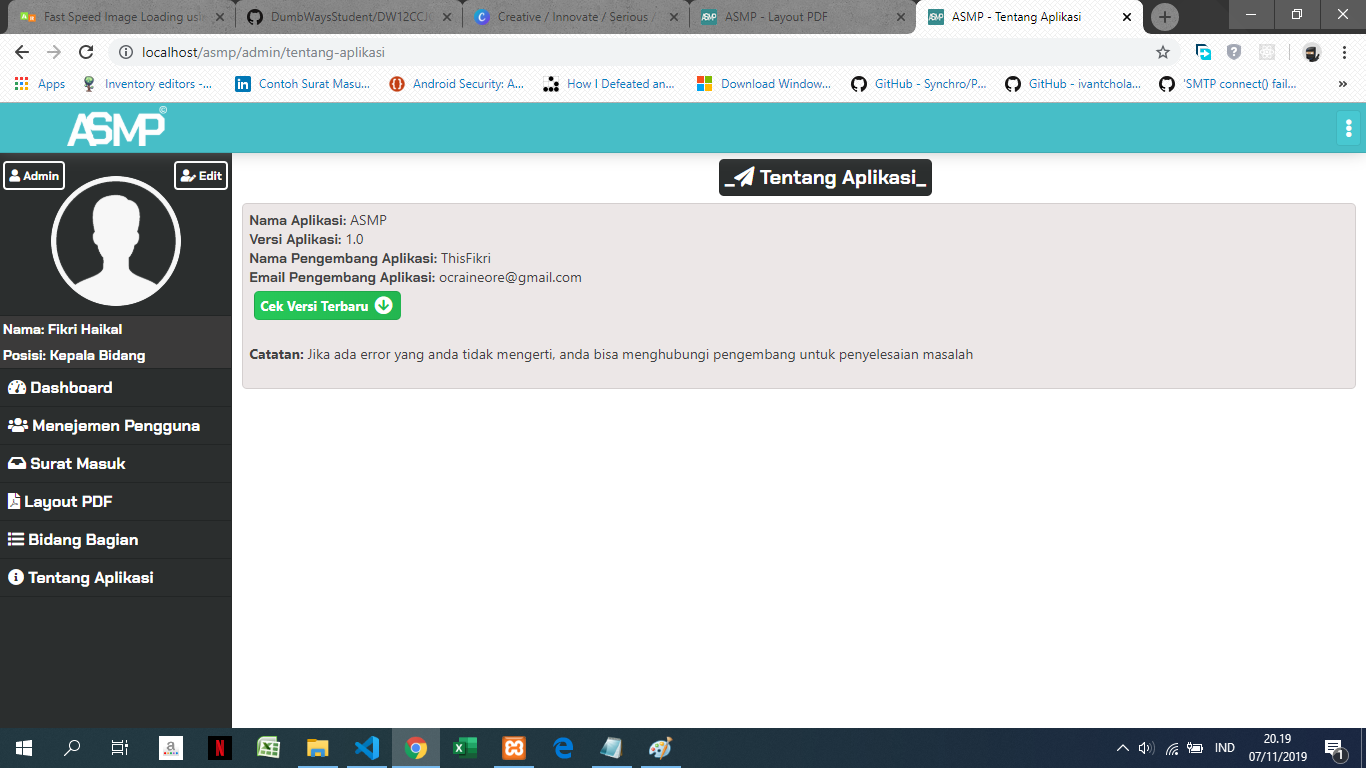 Fast Speed Image Loading usin
DumbWaysStudent/DW12CCJ
Creative / Innovate / Serious /
ASMP - Layout PDF
ASMP - Tentang Aplikasi
localhost/asmp/admin/tentang-aplikasi
Apps
Inventory editors -...
Contoh Surat Masu...
Android Security: A...
How I Defeated an...
Download Window...
GitHub - Synchro/P...
GitHub - ivantchola...
'SMTP connect() fail...
»
ASMP©
Admin
Edit
Nama: Fikri Haikal
Posisi: Kepala Bidang
Dashboard
Menejemen Pengguna
Surat Masuk
Layout PDF
Bidang Bagian
Tentang Aplikasi
_ Tentang Aplikasi_
Nama Aplikasi: ASMP
Versi Aplikasi: 1.0
Nama Pengembang Aplikasi: ThisFikri
Email Pengembang Aplikasi: ocraineore@gmail.com
Cek Versi Terbaru
Catatan: Jika ada error yang anda tidak mengerti, anda bisa menghubungi pengembang untuk penyelesaian masalah
IND
20.19
07/11/2019
1